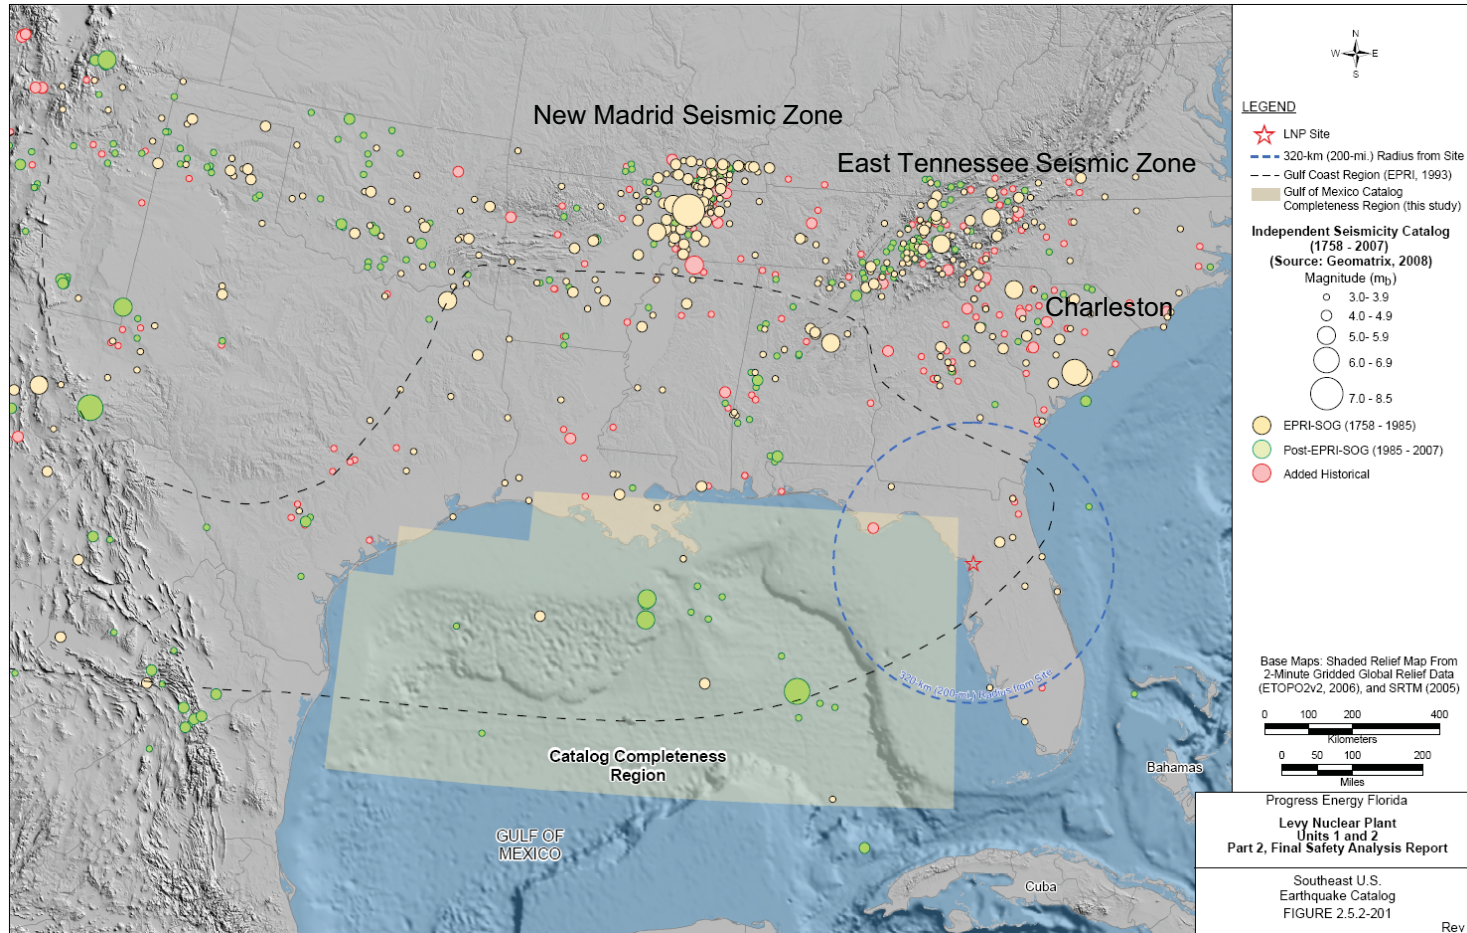 New Madrid Seismic Zone
East Tennessee Seismic Zone
Charleston
320-km (200-mi.) Radius from Site
Catalog Completeness
Region
GULF OF
MEXICO
Bahamas
Cuba
N
W E
S
LEGEND
LNP Site
320-km (200-mi.) Radius from Site
Gulf Coast Region (EPRI, 1993)
Gulf of Mexico Catalog
Completeness Region (this study)
Independent Seismicity Catalog
(1758 - 2007)
(Source: Geomatrix, 2008)
Magnitude (mb)
3.0- 3.9
4.0 - 4.9
5.0- 5.9
6.0 - 6.9
7.0 - 8.5
EPRI-SOG (1758 - 1985)
Post-EPRI-SOG (1985 - 2007)
Added Historical
Base Maps: Shaded Relief Map From
2-Minute Gridded Global Relief Data
(ETOPO2v2, 2006), and SRTM (2005)
0 100 200 400
Kilometers
0 50 100 200
Miles
Progress Energy Florida
Levy Nuclear Plant
Units 1 and 2
Part 2, Final Safety Analysis Report
Southeast U.S.
Earthquake Catalog
FIGURE 2.5.2-201
Rev